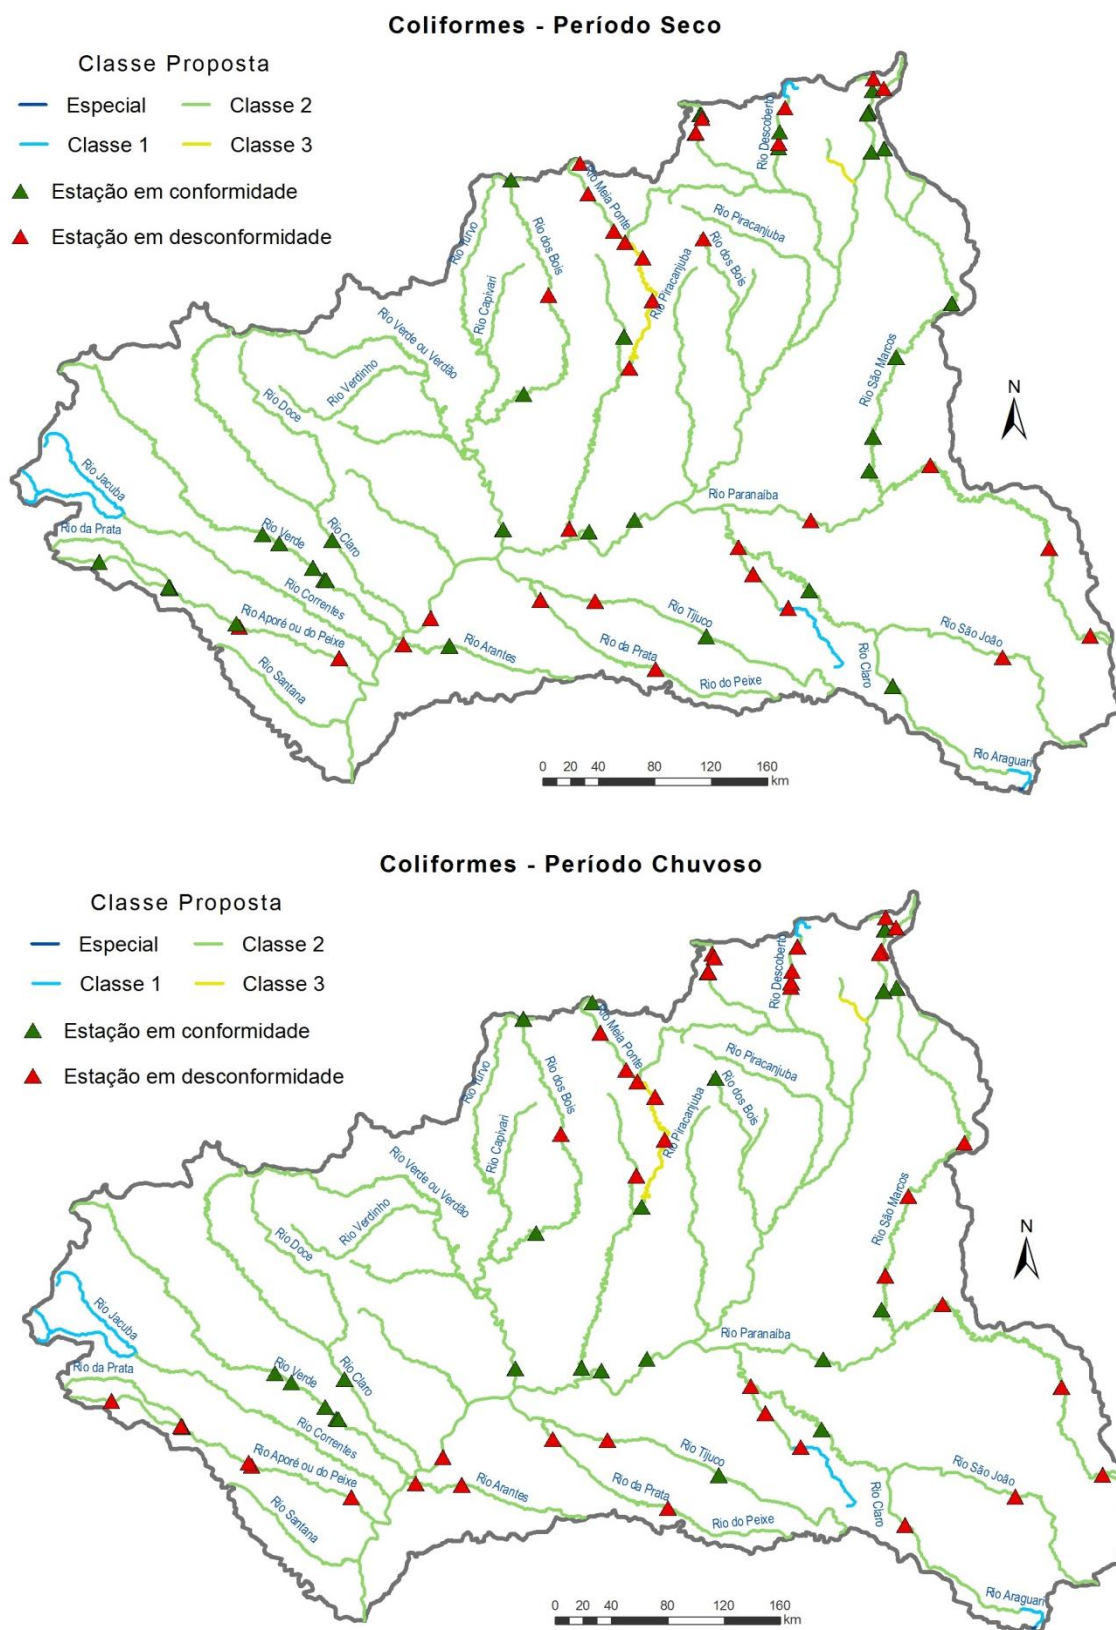 Coliformes - Período Seco
Classe Proposta
Especial
Classe 2
Classe 1
Classe 3
Estação em conformidade
Estação em desconformidade
Rio Descoberto
Rio Meia Ponte
Rio Turvo
Rio dos Bois
Rio Piracanjuba
Rio dos Bois
Rio Piracanjuba
Rio Capivari
Rio Verde ou Verdão
Rio Verdinho
Rio Doce
Rio São Marcos
N
Rio Jacuba
Rio da Prata
Rio Verde
Rio Claro
Rio Paranaíba
Rio Correntes
Rio Aporé ou do Peixe
Rio Santana
Rio Arantes
Rio Tijuco
Rio da Prata
Rio do Peixe
Rio São João
Rio Claro
Rio Araguari
0 20 40 80 120 160
km
Coliformes - Período Chuvoso
Classe Proposta
Especial
Classe 2
Classe 1
Classe 3
Estação em conformidade
Estação em desconformidade
Rio Descoberto
Rio Meia Ponte
Rio Turvo
Rio dos Bois
Rio Piracanjuba
Rio dos Bois
Rio Piracanjuba
Rio Capivari
Rio Verde ou Verdão
Rio Verdinho
Rio Doce
Rio São Marcos
N
Rio Jacuba
Rio da Prata
Rio Verde
Rio Claro
Rio Paranaíba
Rio Correntes
Rio Aporé ou do Peixe
Rio Santana
Rio Arantes
Rio Tijuco
Rio da Prata
Rio do Peixe
Rio São João
Rio Claro
Rio Araguari
0 20 40 80 120 160
km